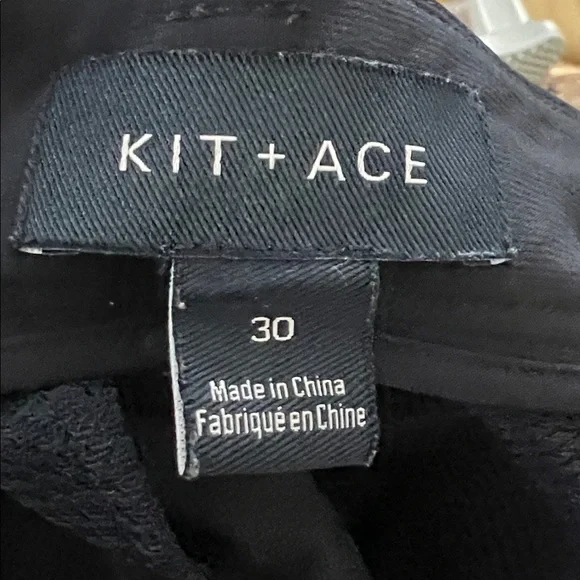 KIT + ACE
30
Made in China
Fabriqué en Chine